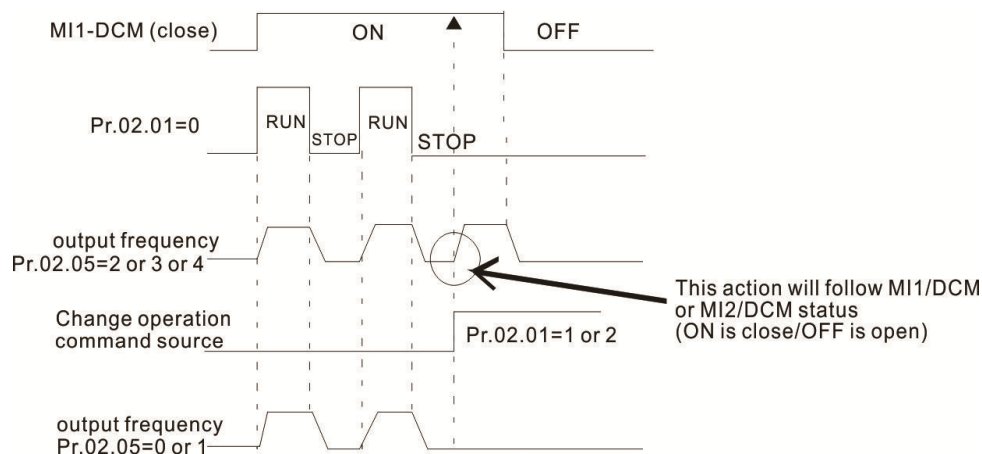 MI1-DCM (close)
ON
OFF
Pr.02.01=0
RUN
STOP
RUN
STOP
output frequency
Pr.02.05=2 or 3 or 4
This action will follow MI1/DCM
or MI2/DCM status
(ON is close/OFF is open)
Change operation
command source
Pr.02.01=1 or 2
output frequency
Pr.02.05=0 or 1